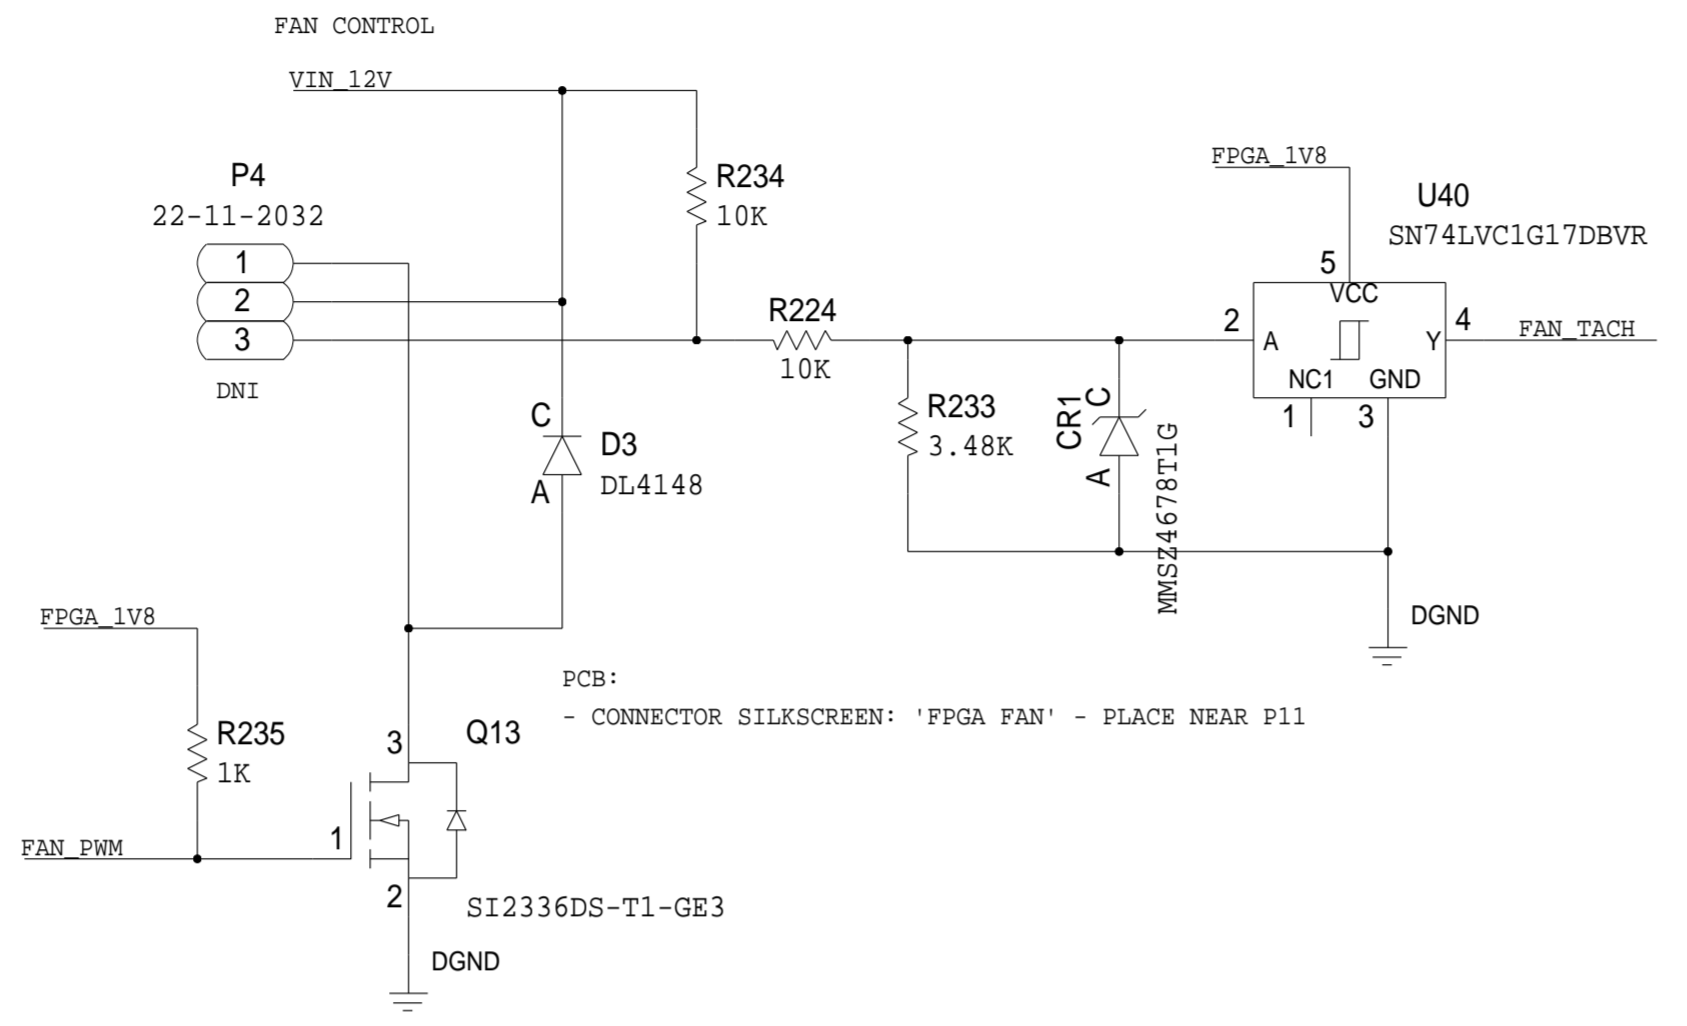 FAN CONTROL
VIN_12V
P4
22-11-2032
1
2
3
DNI
R234
10K
R224
10K
R233
3.48K
C
CR1
A
MMSZ4678T1G
FPGA_1V8
U40
SN74LVC1G17DBVR
5
VCC
2
A
Y
4
FAN_TACH
NC1
GND
1
3
DGND
C
D3
A
DL4148
FPGA_1V8
R235
1K
FAN_PWM
3
Q13
1
2
SI2336DS-T1-GE3
DGND
PCB:
- CONNECTOR SILKSCREEN: 'FPGA FAN' - PLACE NEAR P11